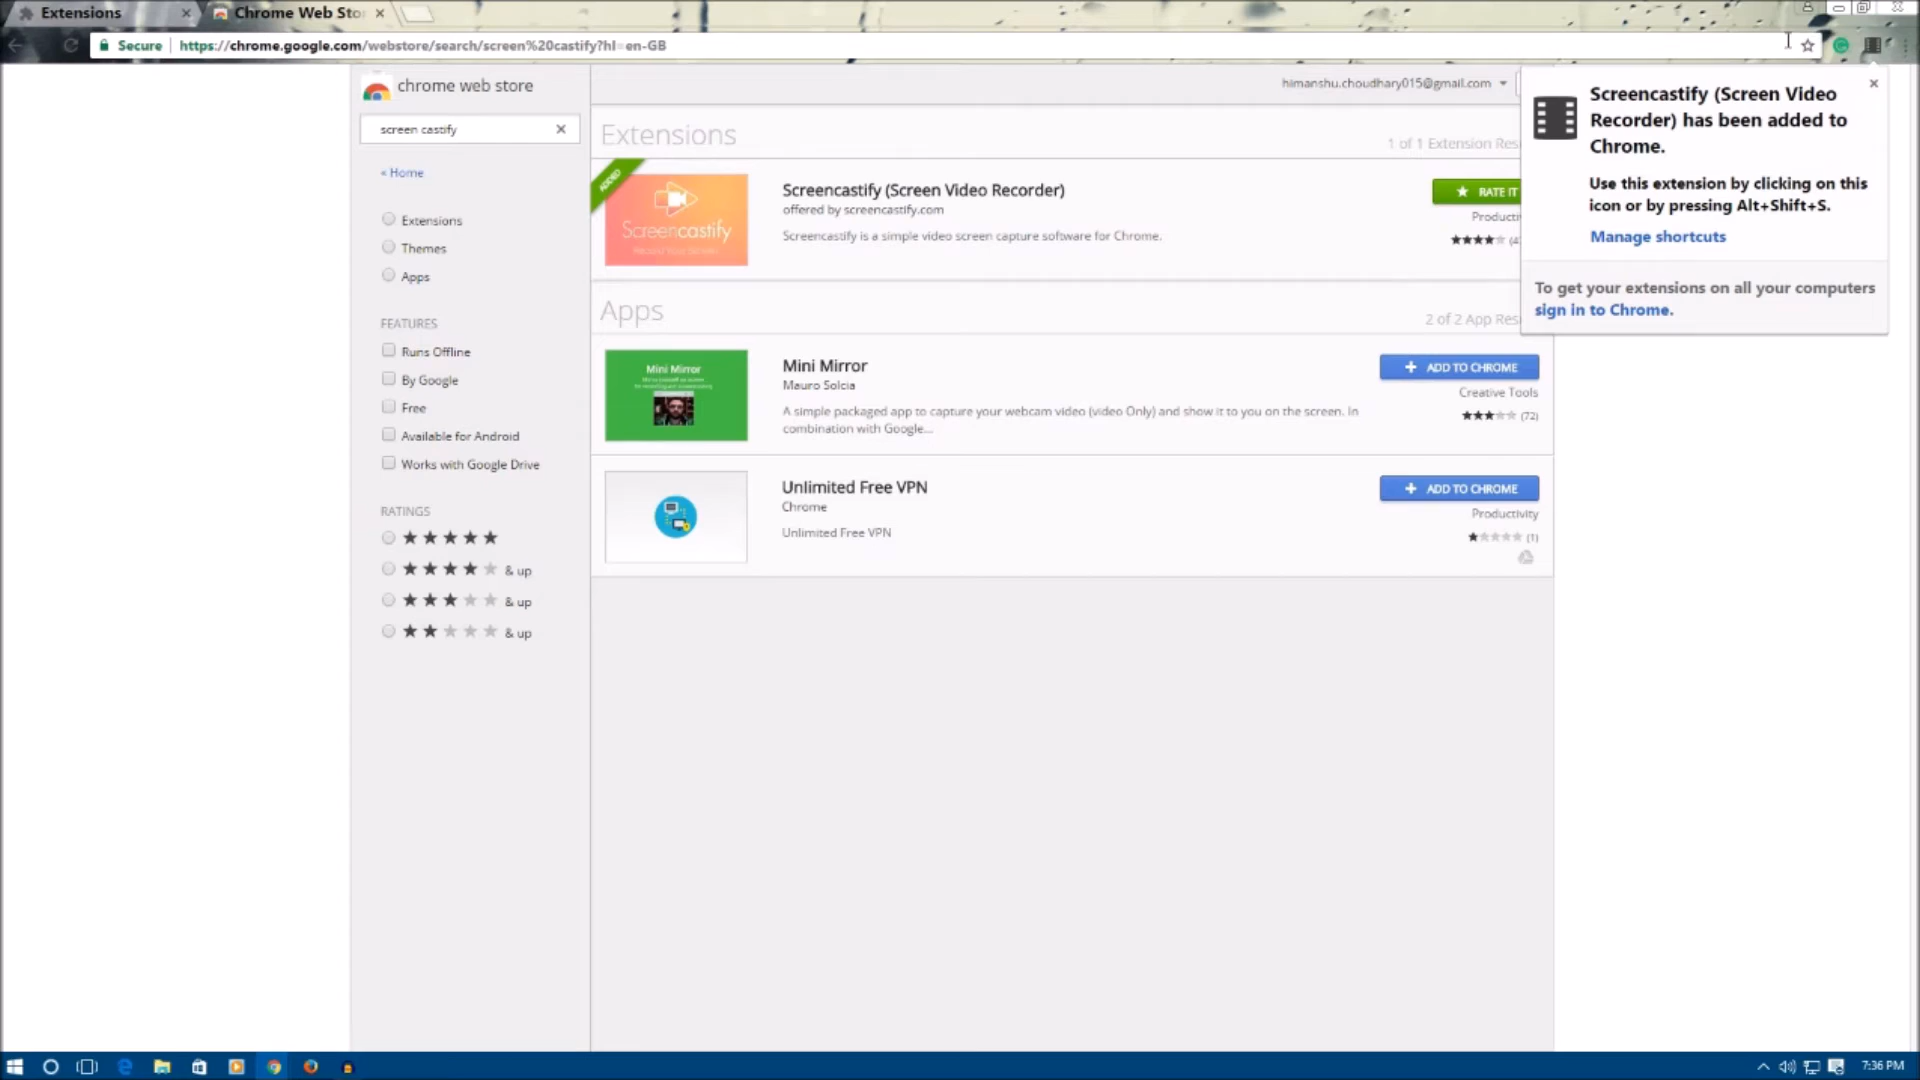 Extensions
Chrome Web Sto
Secure
https://chrome.google.com/webstore/search/screen%20castify?hl=en-GB
chrome web store
himanshu.choudhary015@gmail.com
screen castify
« Home
Extensions
Themes
Apps
FEATURES
Runs Offline
By Google
Free
Available for Android
Works with Google Drive
RATINGS
& up
& up
& up
Extensions
1 of 1 Extension Res
ADDED
Screencastify
Screencastify (Screen Video Recorder)
offered by screencastify.com
Screencastify is a simple video screen capture software for Chrome.
RATE IT
Producti
Apps
2 of 2 App Res
Mini Mirror
Mini Mirror
Mauro Solcia
A simple packaged app to capture your webcam video (video Only) and show it to you on the screen. In
combination with Google...
ADD TO CHROME
Creative Tools
(72)
Unlimited Free VPN
Chrome
Unlimited Free VPN
ADD TO CHROME
Productivity
(1)
Screencastify (Screen Video
Recorder) has been added to
Chrome.
Use this extension by clicking on this
icon or by pressing Alt+Shift+S.
Manage shortcuts
To get your extensions on all your computers
sign in to Chrome.
7:36 PM